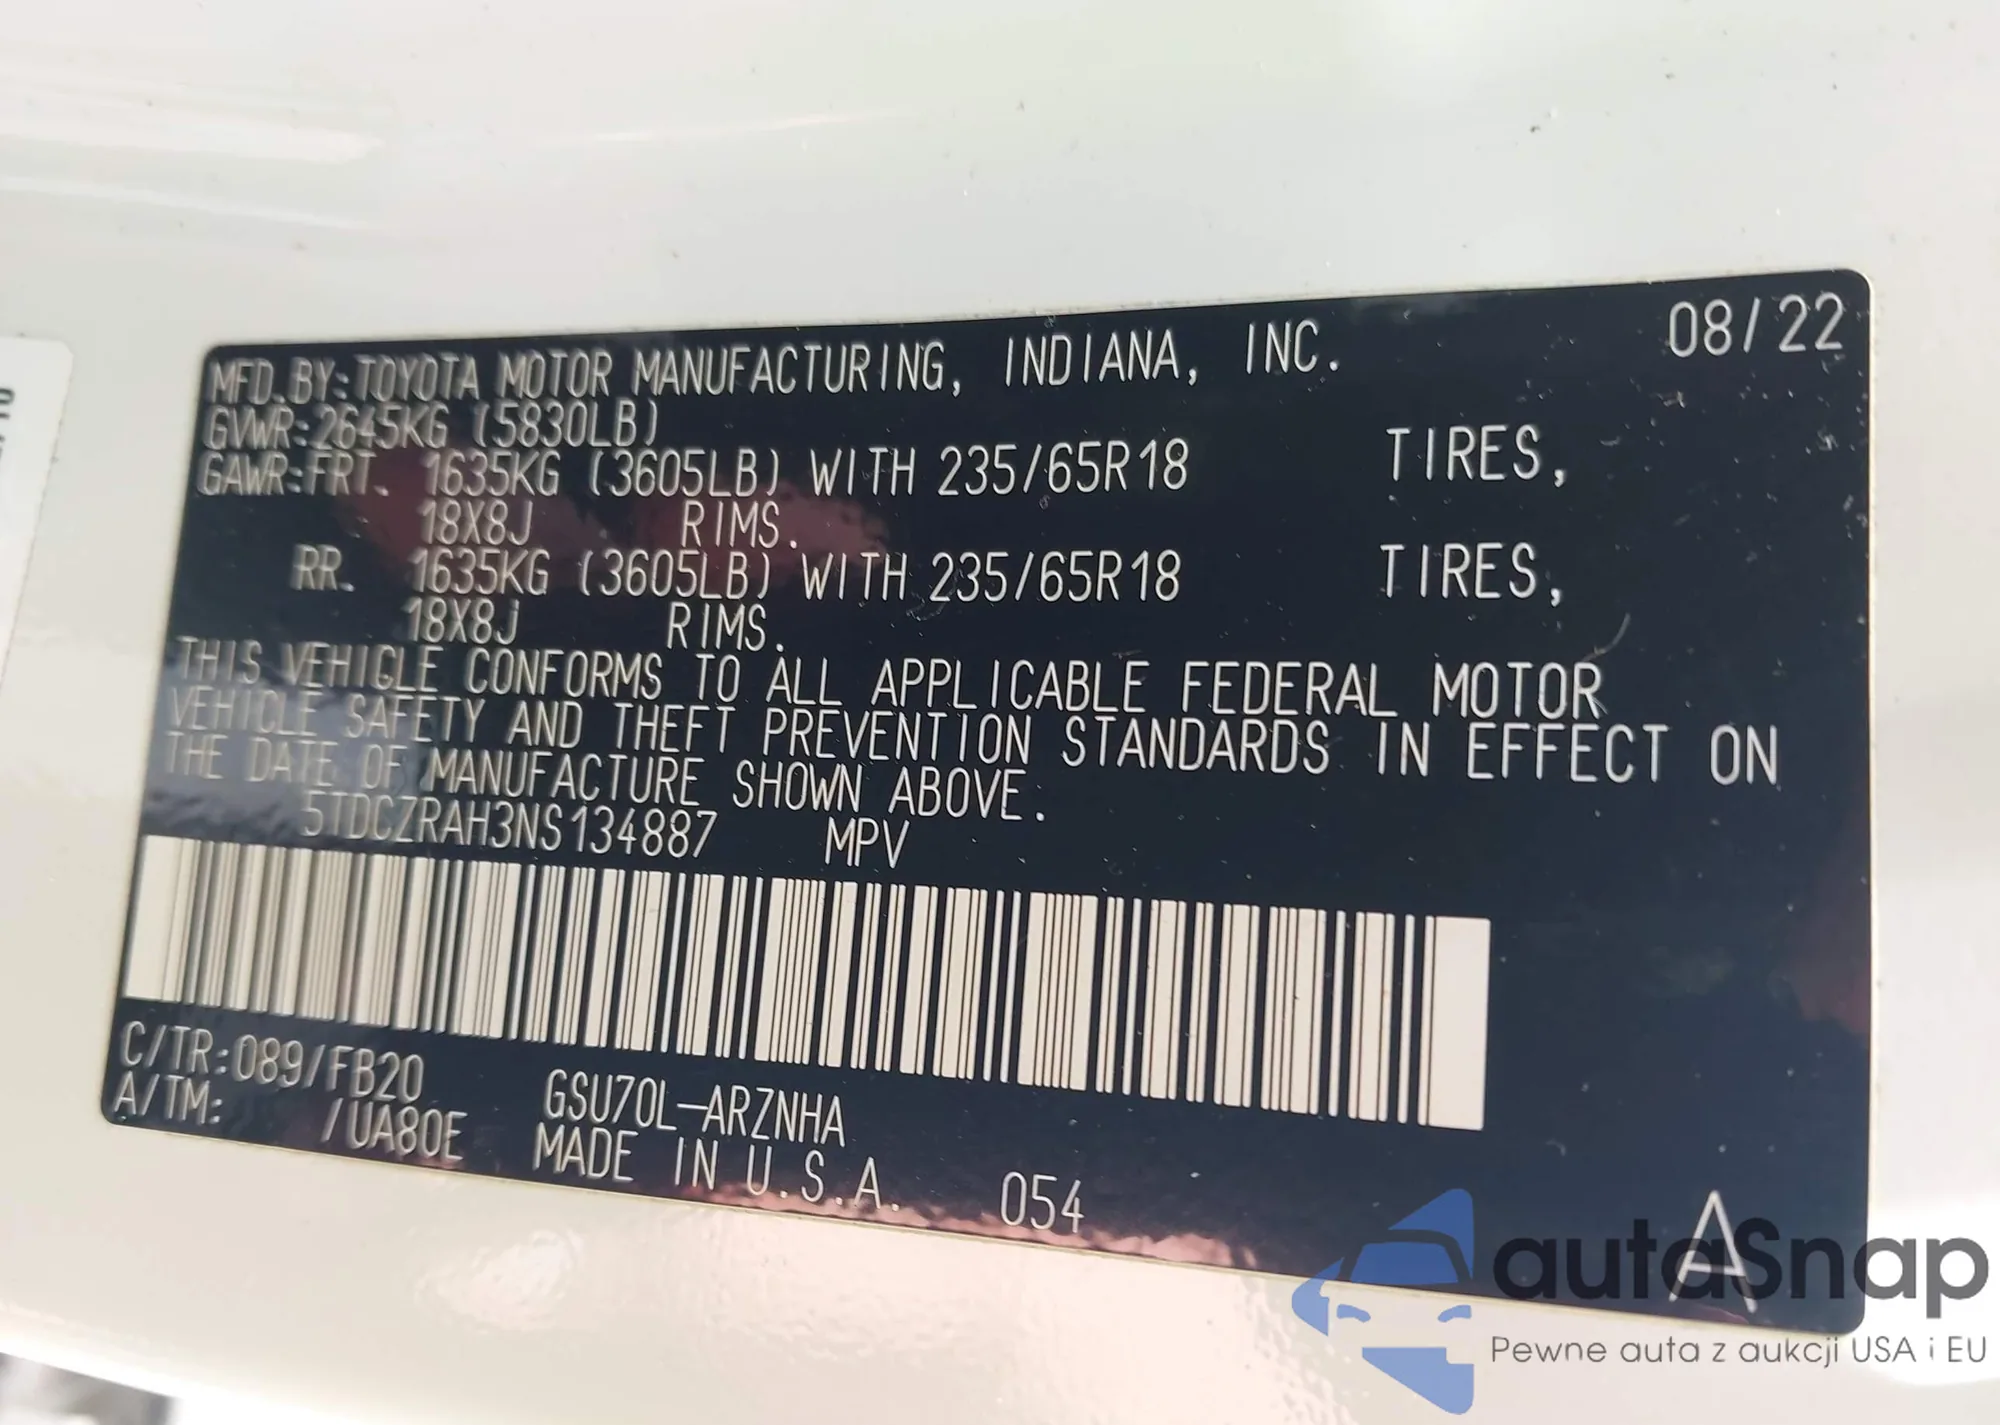 MFD.BY:TOYOTA MOTOR MANUFACTURING, INDIANA, INC. 08/22
GVWR:2645KG (5830LB)
GAWR:FRT. 1635KG (3605LB) WITH 235/65R18 TIRES,
18X8J RIMS.
RR. 1635KG (3605LB) WITH 235/65R18 TIRES,
18X8J RIMS.
THIS VEHICLE CONFORMS TO ALL APPLICABLE FEDERAL MOTOR
VEHICLE SAFETY AND THEFT PREVENTION STANDARDS IN EFFECT ON
THE DATE OF MANUFACTURE SHOWN ABOVE.
5TDCZRAH3NS134887 MPV
C/TR:089/FB20 GSU70L-ARZNHA
A/TM: /UA80E MADE IN U.S.A. 054
A
autaSnap
Pewne auta z aukcji USA i EU